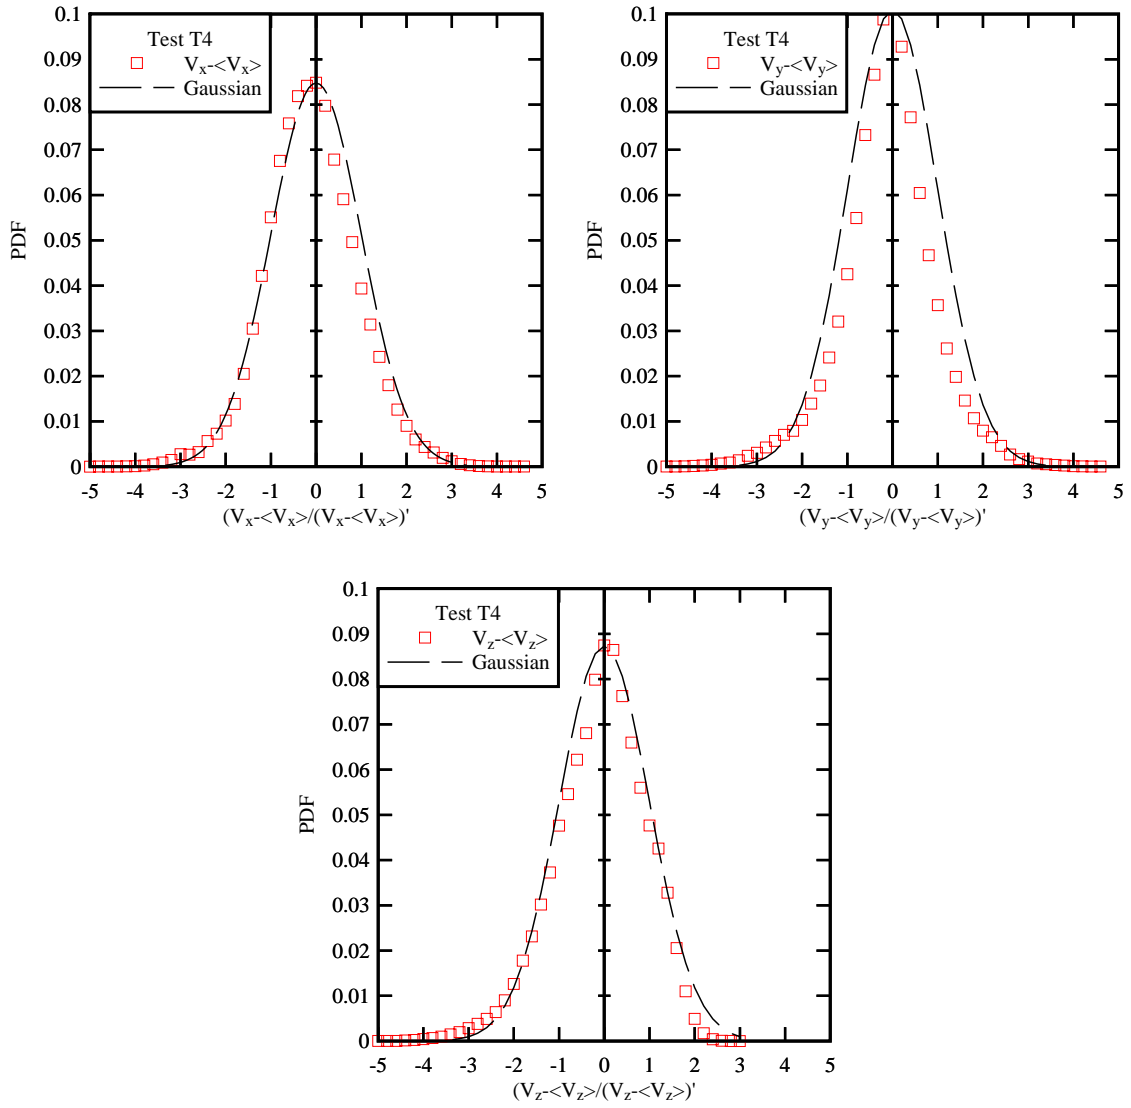 Test T4
Vx-<Vx>
Gaussian
PDF
0.1
0.09
0.08
0.07
0.06
0.05
0.04
0.03
0.02
0.01
0
-5 -4 -3 -2 -1 0 1 2 3 4 5
(Vx-<Vx>/(Vx-<Vx>)'
Test T4
Vy-<Vy>
Gaussian
PDF
0.1
0.09
0.08
0.07
0.06
0.05
0.04
0.03
0.02
0.01
0
-5 -4 -3 -2 -1 0 1 2 3 4 5
(Vy-<Vy>/(Vy-<Vy>)'
Test T4
Vz-<Vz>
Gaussian
PDF
0.1
0.09
0.08
0.07
0.06
0.05
0.04
0.03
0.02
0.01
0
-5 -4 -3 -2 -1 0 1 2 3 4 5
(Vz-<Vz>/(Vz-<Vz>)'